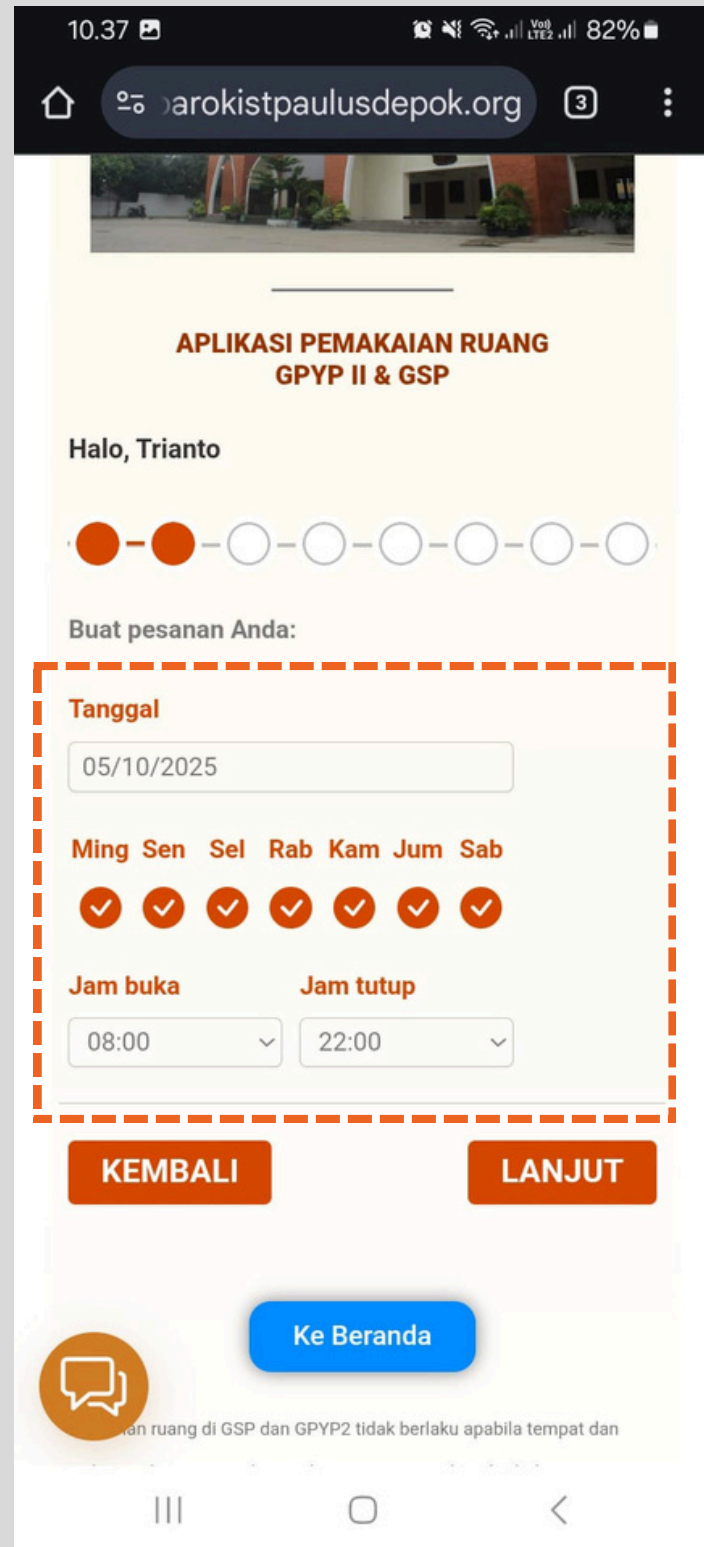 10.37
Vol) LTE2 82%
arokistpaulusdepok.org 3
APLIKASI PEMAKAIAN RUANG
GPYP II & GSP
Halo, Trianto
Buat pesanan Anda:
Tanggal
05/10/2025
Ming Sen Sel Rab Kam Jum Sab
Jam buka Jam tutup
08:00 22:00
KEMBALI LANJUT
Ke Beranda
ruang di GSP dan GPYP2 tidak berlaku apabila tempat dan